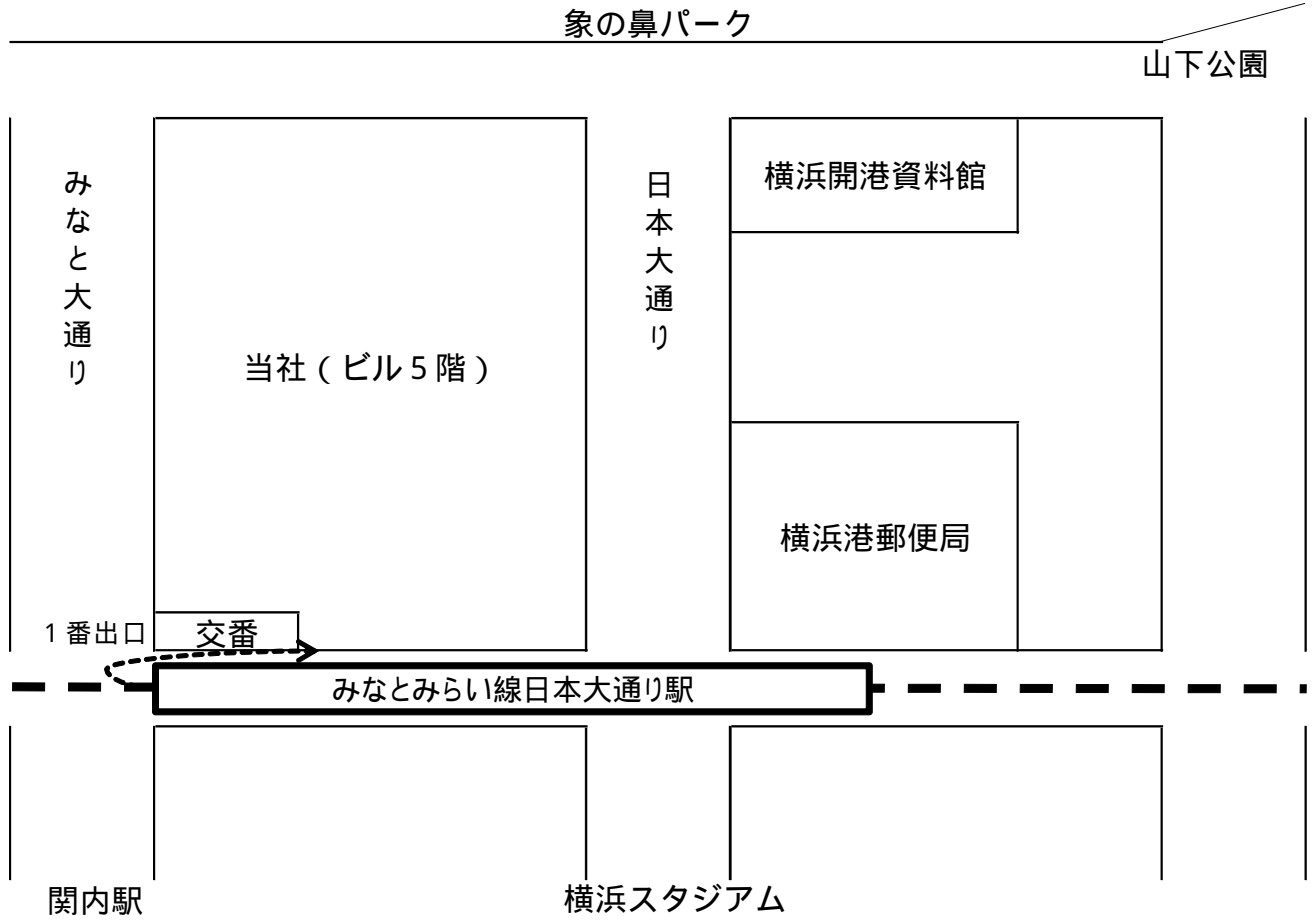 象の鼻パーク
山下公園
みなと大通り
日本大通り
横浜開港資料館
当社（ビル５階）
横浜港郵便局
１番出口
交番
みなとみらい線日本大通り駅
関内駅
横浜スタジアム